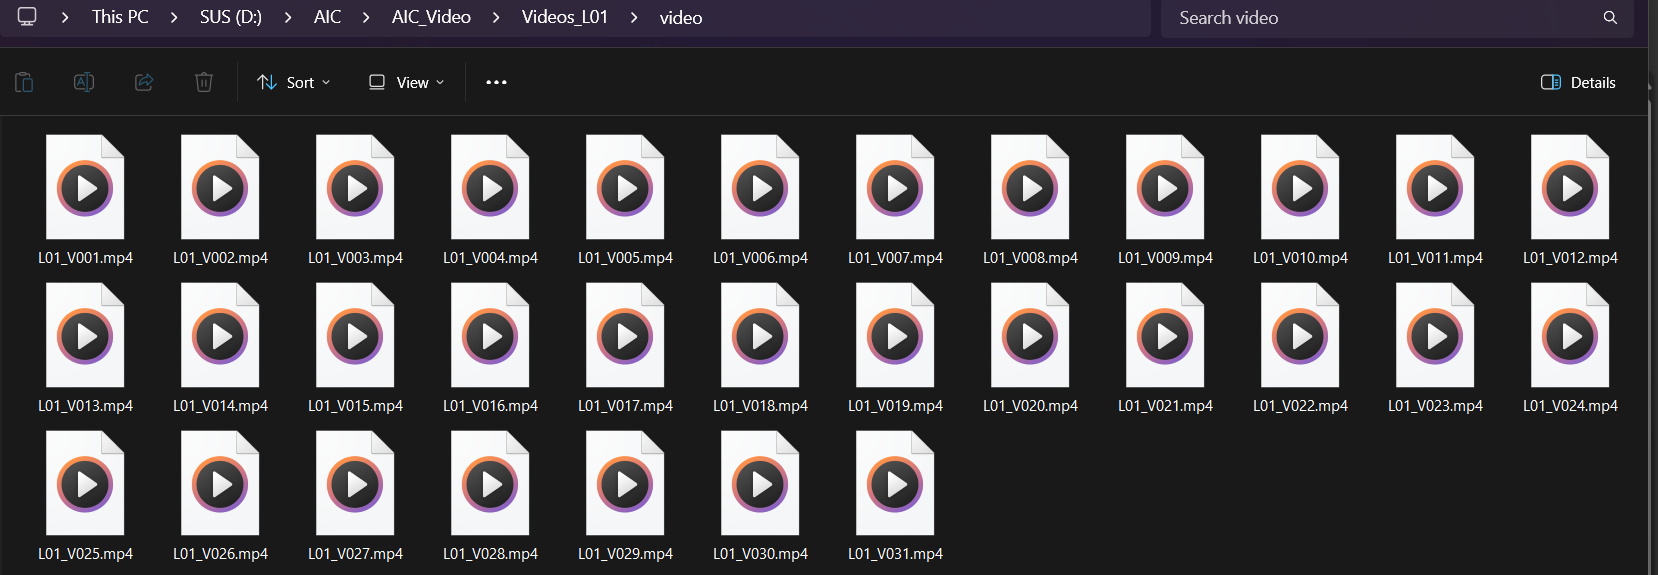 This PC > SUS (D:) > AIC > AIC_Video > Videos_L01 > video Search video
Sort View ••• Details
L01_V001.mp4 L01_V002.mp4 L01_V003.mp4 L01_V004.mp4 L01_V005.mp4 L01_V006.mp4 L01_V007.mp4 L01_V008.mp4 L01_V009.mp4 L01_V010.mp4 L01_V011.mp4 L01_V012.mp4
L01_V013.mp4 L01_V014.mp4 L01_V015.mp4 L01_V016.mp4 L01_V017.mp4 L01_V018.mp4 L01_V019.mp4 L01_V020.mp4 L01_V021.mp4 L01_V022.mp4 L01_V023.mp4 L01_V024.mp4
L01_V025.mp4 L01_V026.mp4 L01_V027.mp4 L01_V028.mp4 L01_V029.mp4 L01_V030.mp4 L01_V031.mp4